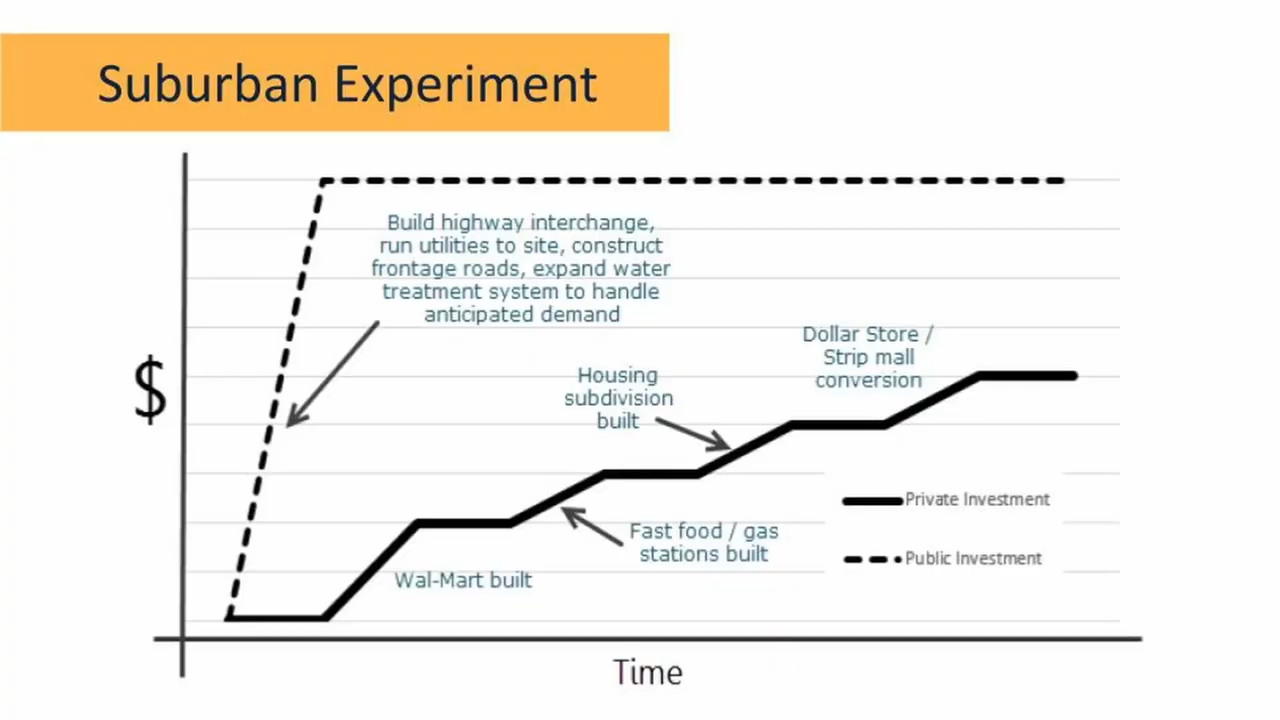 Suburban Experiment
Build highway interchange,
run utilities to site, construct
frontage roads, expand water
treatment system to handle
anticipated demand
Dollar Store /
Strip mall
conversion
$
Housing
subdivision
built
Private Investment
Fast food / gas
stations built
Public Investment
Wal-Mart built
Time